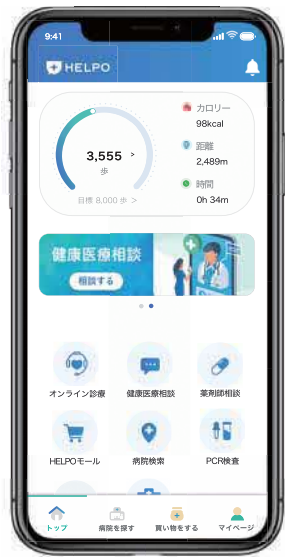 9:41
HELPO
カロリー
98kcal
3,555 >
歩
距離
2,489m
時間
目標 8,000 歩 >
0h 34m
健康医療相談
相談する
オンライン診療
健康医療相談
薬剤師相談
HELPOモール
病院検索
PCR検査
トップ
病院を探す
買い物をする
マイページ